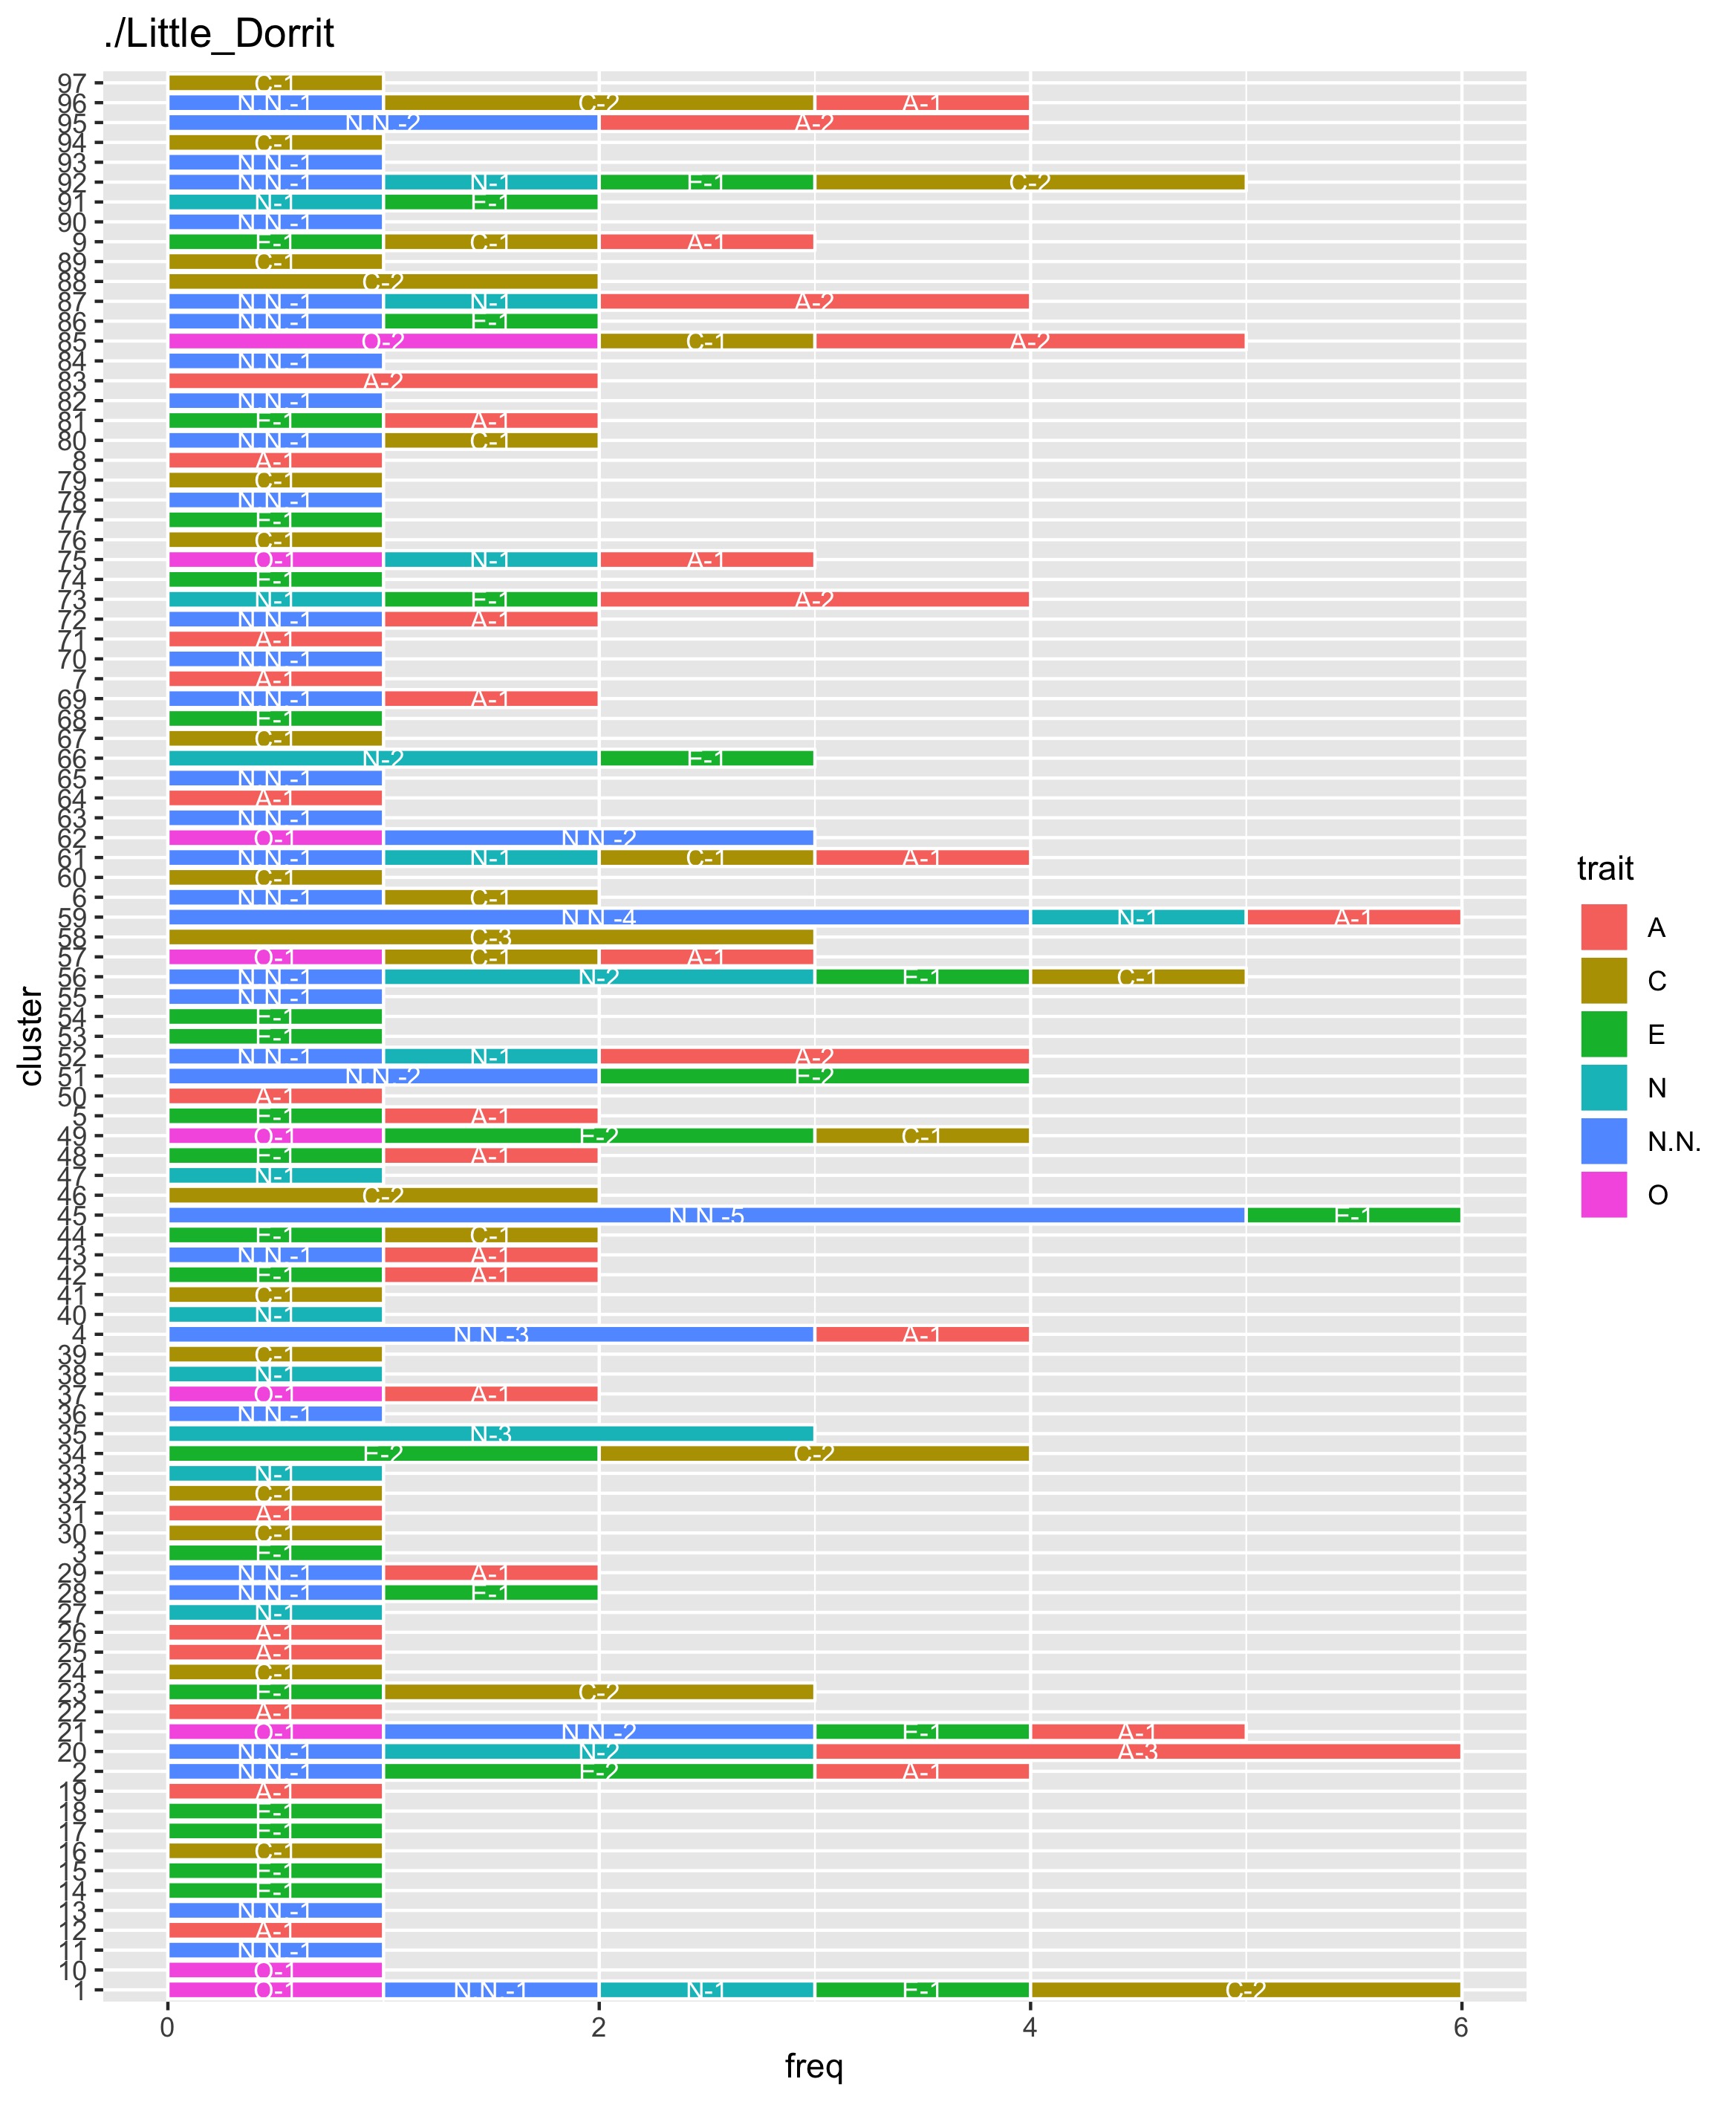 ./Little_Dorrit
97 C-1
96 N.N.-1 C-2 A-1
95 N.N.-2 A-2
94 C-1
93 N.N.-1
92 N.N.-1 N-1 E-1 C-2
91 N-1 E-1
90 N.N.-1
9 E-1 C-1 A-1
89 C-1
88 C-2
87 N.N.-1 N-1 A-2
86 N.N.-1 E-1
85 O-2 C-1 A-2
84 N.N.-1
83 A-2
82 N.N.-1
81 E-1 A-1
80 N.N.-1 C-1
8 A-1
79 C-1
78 N.N.-1
77 E-1
76 C-1
75 O-1 N-1 A-1
74 E-1
73 N-1 E-1 A-2
72 N.N.-1 A-1
71 A-1
70 N.N.-1
7 A-1
69 N.N.-1 A-1
68 E-1
67 C-1
66 N-2 E-1
65 N.N.-1
64 A-1
63 N.N.-1
62 O-1 N.N.-2
61 N.N.-1 N-1 C-1 A-1
60 C-1
6 N.N.-1 C-1
59 N.N.-4 N-1 A-1
58 C-3
57 O-1 C-1 A-1
56 N.N.-1 N-2 E-1 C-1
55 N.N.-1
54 E-1
53 E-1
52 N.N.-1 N-1 A-2
51 N.N.-2 E-2
50 A-1
5 E-1 A-1
49 O-1 E-2 C-1
48 E-1 A-1
47 N-1
46 C-2
45 N.N.-5 E-1
44 E-1 C-1
43 N.N.-1 A-1
42 E-1 A-1
41 C-1
40 N-1
4 N.N.-3 A-1
39 C-1
38 N-1
37 O-1 A-1
36 N.N.-1
35 N-3
34 E-2 C-2
33 N-1
32 C-1
31 A-1
30 C-1
3 E-1
29 N.N.-1 A-1
28 N.N.-1 E-1
27 N-1
26 A-1
25 A-1
24 C-1
23 E-1 C-2
22 A-1
21 O-1 N.N.-2 E-1 A-1
20 N.N.-1 N-2 A-3
2 N.N.-1 E-2 A-1
19 A-1
18 E-1
17 E-1
16 C-1
15 E-1
14 E-1
13 N.N.-1
12 A-1
11 N.N.-1
10 O-1
1 O-1 N.N.-1 N-1 E-1 C-2
0 2 4 6
freq
cluster
trait
A
C
E
N
N.N.
O